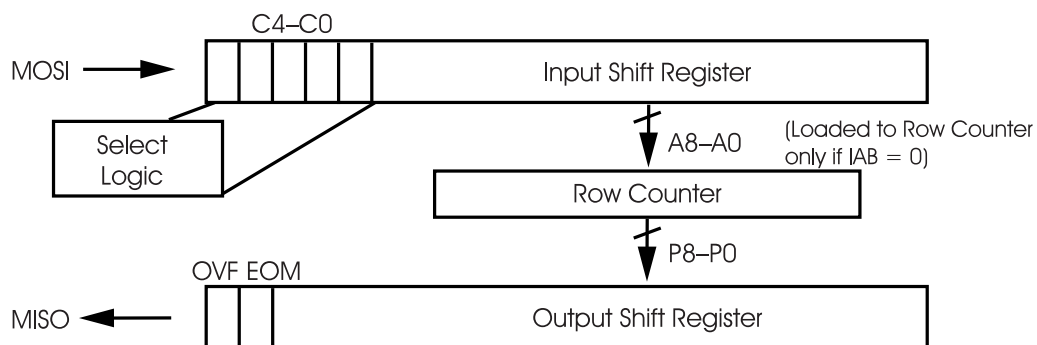 C4–C0
MOSI
Input Shift Register
Select
Logic
A8–A0
(Loaded to Row Counter
only if IAB = 0)
Row Counter
P8–P0
OVF EOM
MISO
Output Shift Register